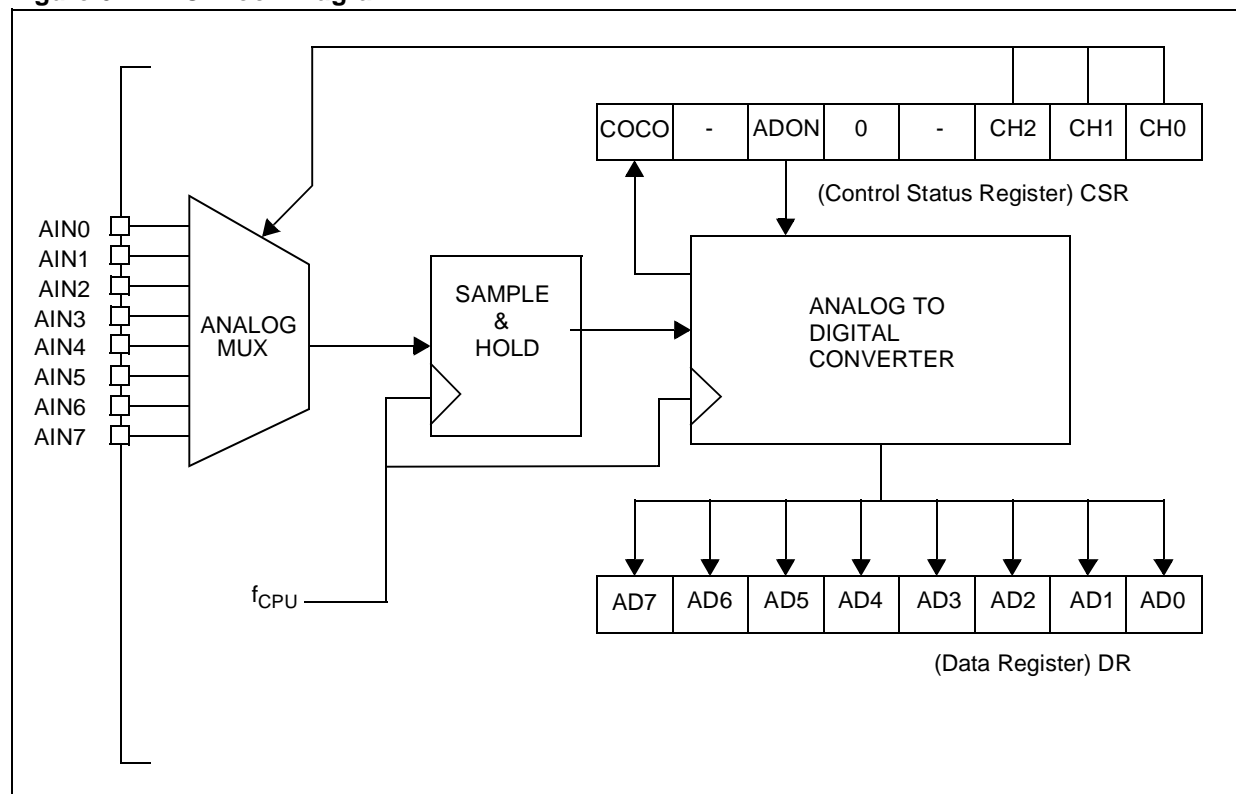 COCO - ADON 0 - CH2 CH1 CH0
(Control Status Register) CSR
AIN0
AIN1
AIN2
AIN3
AIN4
AIN5
AIN6
AIN7
ANALOG
MUX
SAMPLE
&
HOLD
ANALOG TO
DIGITAL
CONVERTER
fCPU
AD7 AD6 AD5 AD4 AD3 AD2 AD1 AD0
(Data Register) DR